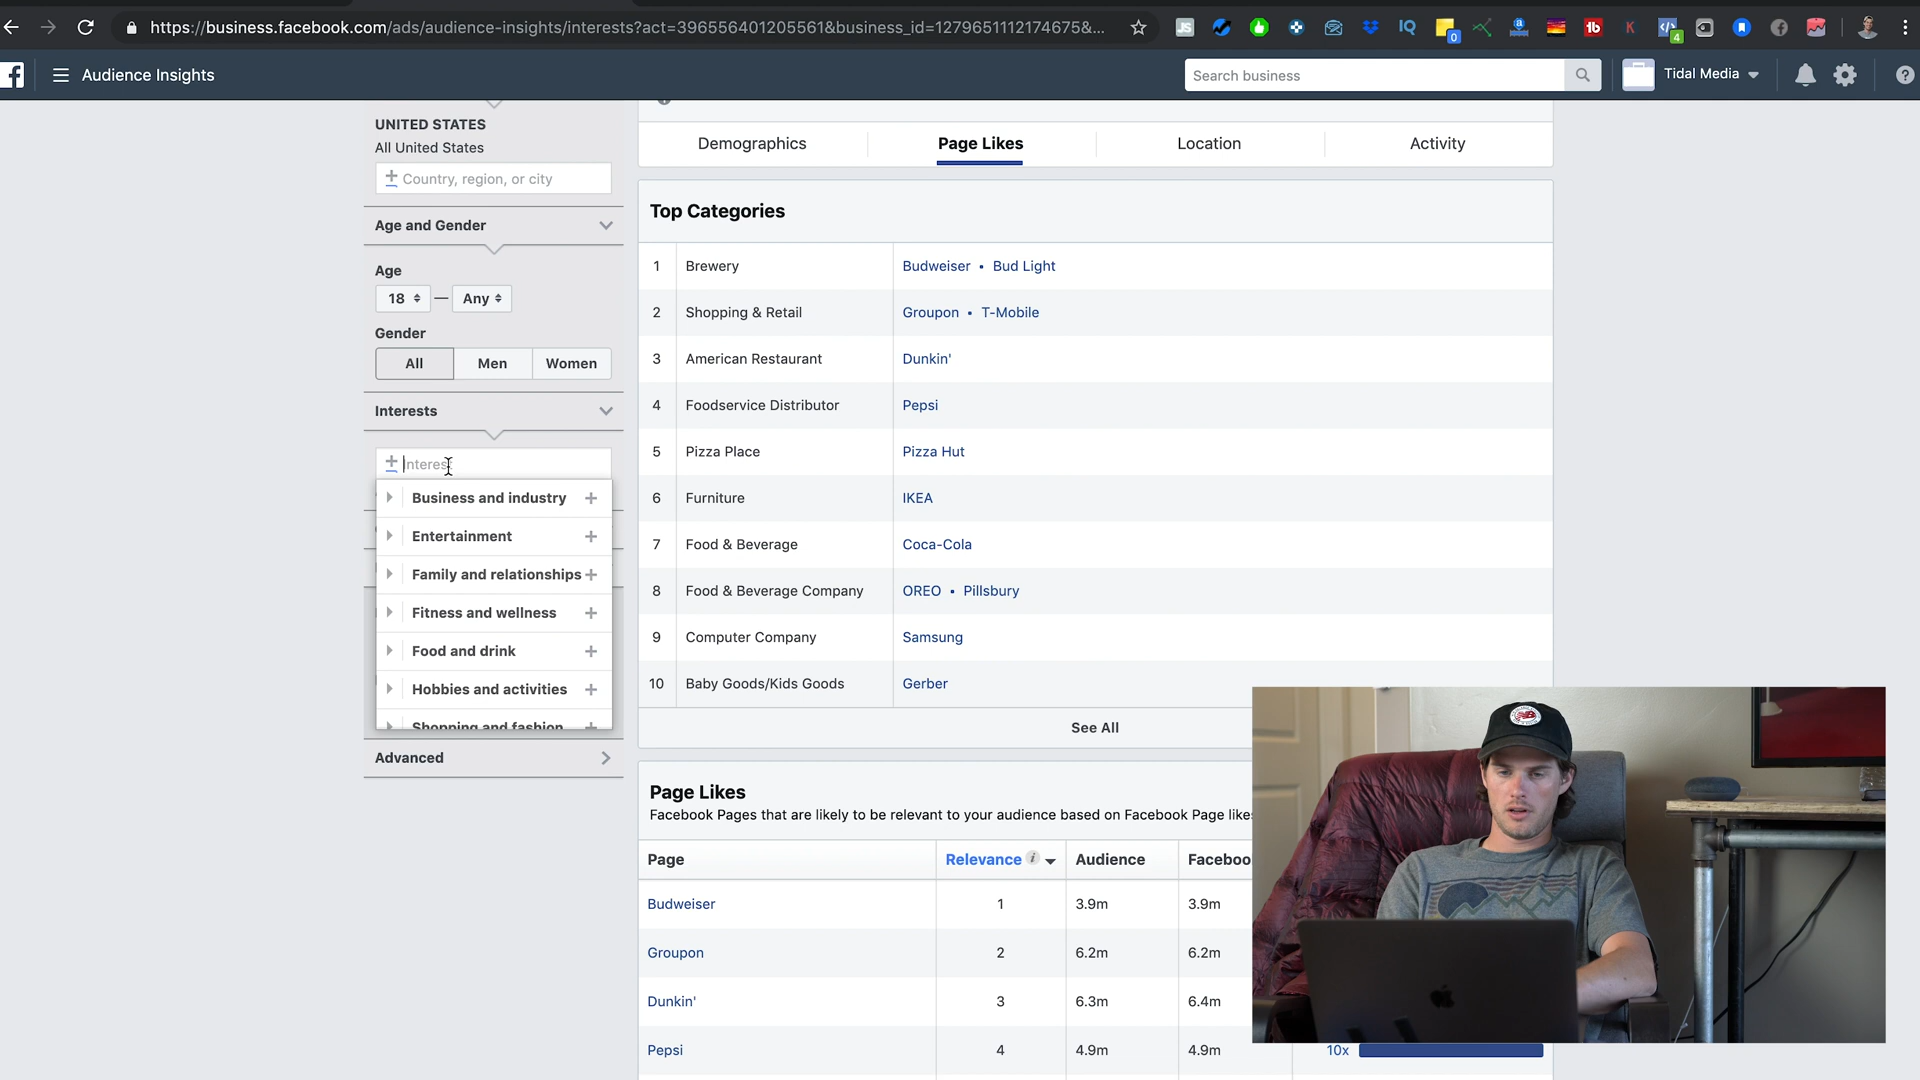 https://business.facebook.com/ads/audience-insights/interests?act=396556401205561&business_id=1279651112174675&...
Audience Insights
Search business
Tidal Media
UNITED STATES
All United States
Country, region, or city
Age and Gender
Age
18 — Any
Gender
All Men Women
Interests
Business and industry
Entertainment
Family and relationships
Fitness and wellness
Food and drink
Hobbies and activities
Shopping and fashion
Advanced
Demographics Page Likes Location Activity
Top Categories
1 Brewery Budweiser • Bud Light
2 Shopping & Retail Groupon • T-Mobile
3 American Restaurant Dunkin'
4 Foodservice Distributor Pepsi
5 Pizza Place Pizza Hut
6 Furniture IKEA
7 Food & Beverage Coca-Cola
8 Food & Beverage Company OREO • Pillsbury
9 Computer Company Samsung
10 Baby Goods/Kids Goods Gerber
See All
Page Likes
Facebook Pages that are likely to be relevant to your audience based on Facebook Page like
Page Relevance Audience Faceboo
Budweiser 1 3.9m 3.9m
Groupon 2 6.2m 6.2m
Dunkin' 3 6.3m 6.4m
Pepsi 4 4.9m 4.9m 10x